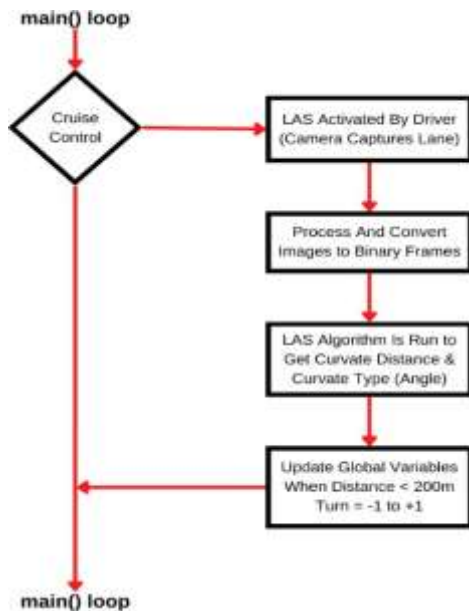 main() loop
Cruise
Control
LAS Activated By Driver
(Camera Captures Lane)
Process And Convert
Images to Binary Frames
LAS Algorithm Is Run to
Get Curvate Distance &
Curvate Type (Angle)
Update Global Variables
When Distance < 200m
Turn = -1 to +1
main() loop